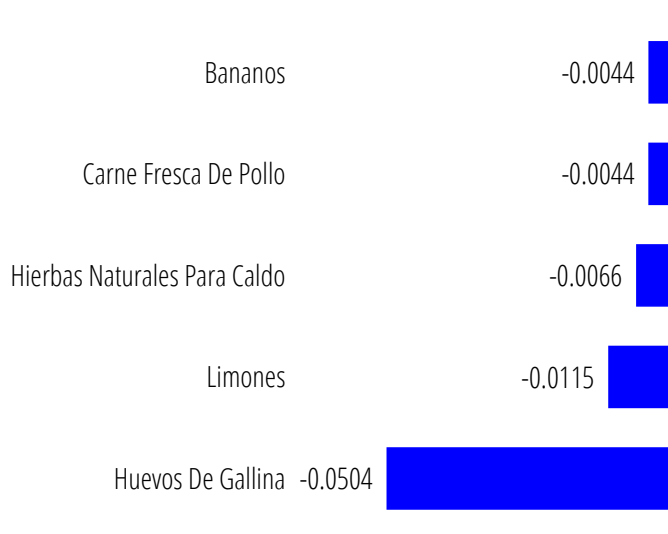 Bananos -0.0044
Carne Fresca De Pollo -0.0044
Hierbas Naturales Para Caldo -0.0066
Limones -0.0115
Huevos De Gallina -0.0504